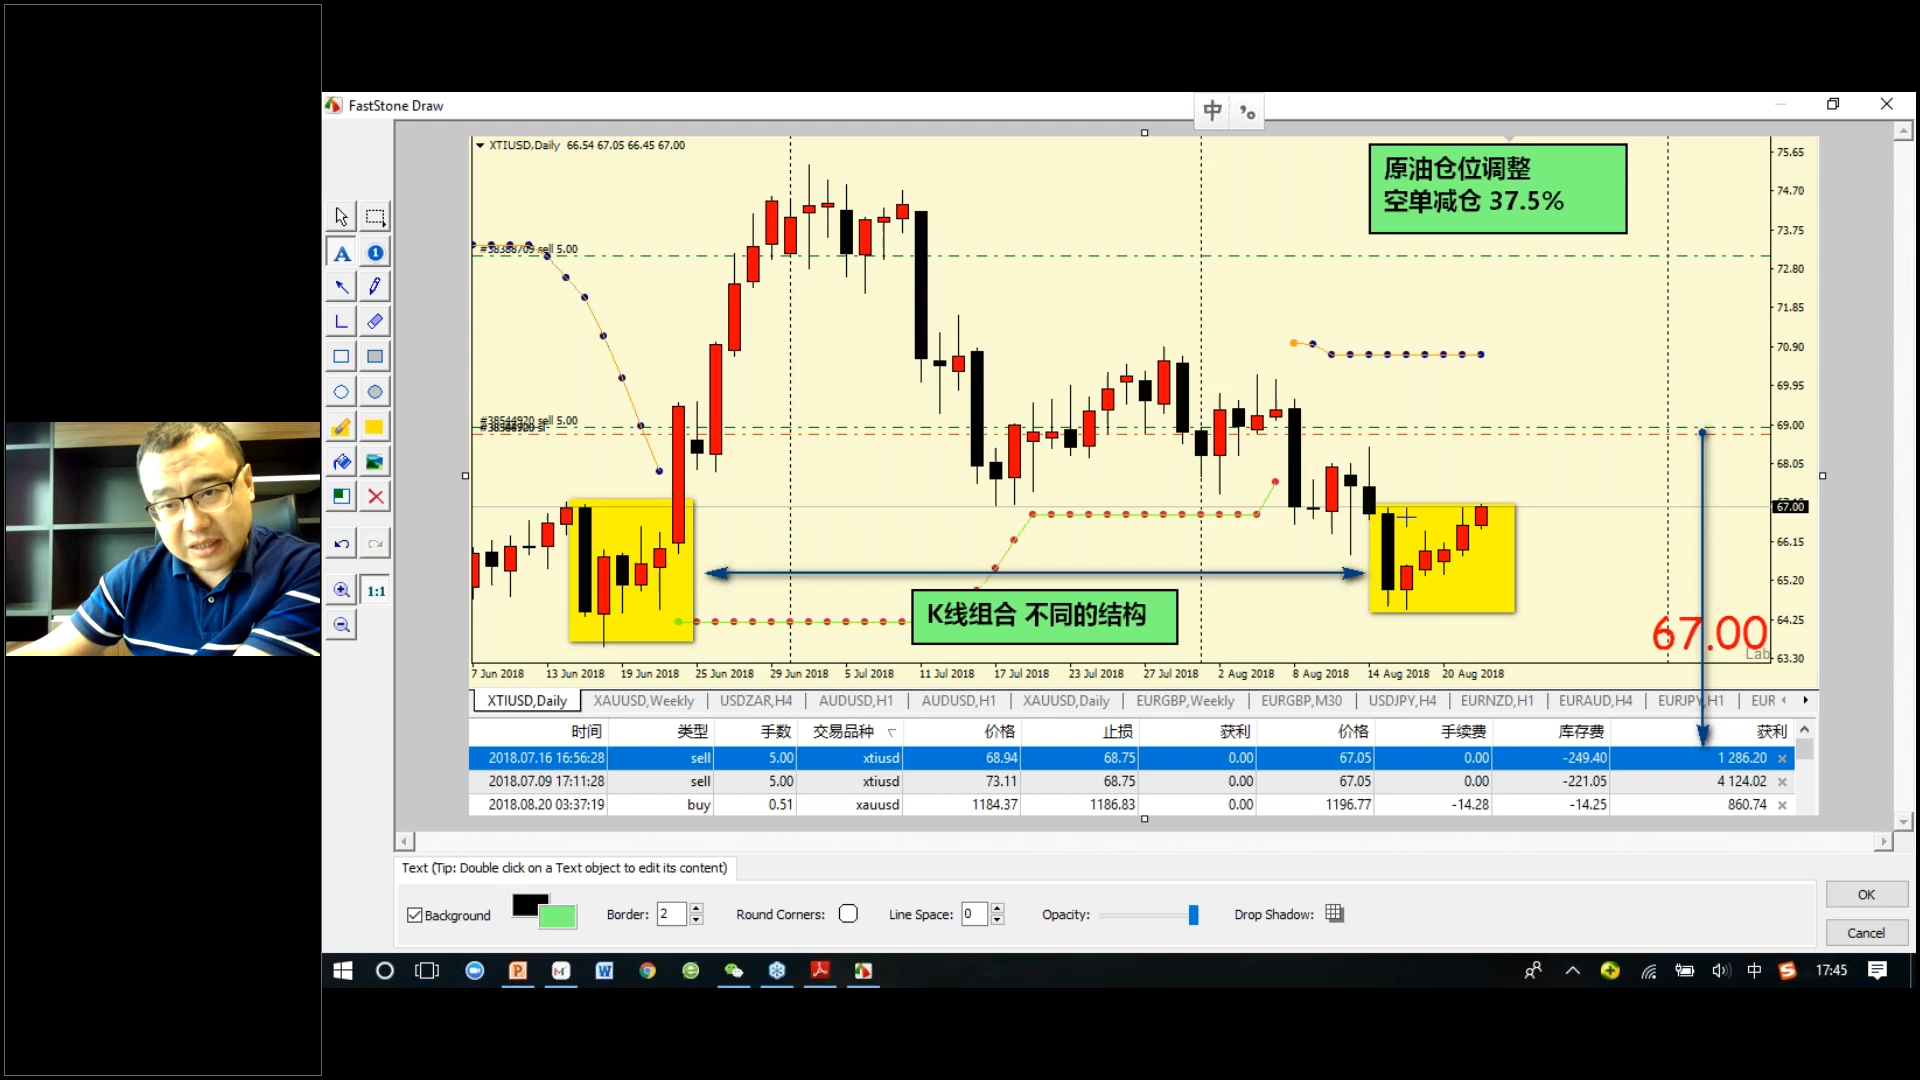 FastStone Draw
中
XTIUSD,Daily 66.54 67.05 66.45 67.00
原油仓位调整
空单减仓 37.5%
75.65
74.70
73.75
72.80
71.85
70.90
69.95
69.00
68.05
67.00
66.15
65.20
64.25
63.30
#38388709 sell 5.00
#38544920 sell 5.00
K线组合 不同的结构
67.00
Lab
7 Jun 2018 13 Jun 2018 19 Jun 2018 25 Jun 2018 29 Jun 2018 5 Jul 2018 11 Jul 2018 17 Jul 2018 23 Jul 2018 27 Jul 2018 2 Aug 2018 8 Aug 2018 14 Aug 2018 20 Aug 2018
XTIUSD,Daily XAUUSD,Weekly USDZAR,H4 AUDUSD,H1 AUDUSD,H1 XAUUSD,Daily EURGBP,Weekly EURGBP,M30 USDJPY,H4 EURNZD,H1 EURAUD,H4 EURJPY,H1 EUR
时间 类型 手数 交易品种 价格 止损 获利 价格 手续费 库存费 获利
2018.07.16 16:56:28 sell 5.00 xtiusd 68.94 68.75 0.00 67.05 0.00 -249.40 1 286.20
2018.07.09 17:11:28 sell 5.00 xtiusd 73.11 68.75 0.00 67.05 0.00 -221.05 4 124.02
2018.08.20 03:37:19 buy 0.51 xauusd 1184.37 1186.83 0.00 1196.77 -14.28 -14.25 860.74
Text (Tip: Double click on a Text object to edit its content)
Background Border: 2 Round Corners: Line Space: 0 Opacity: Drop Shadow:
OK
Cancel
A
1
1:1
中 17:45